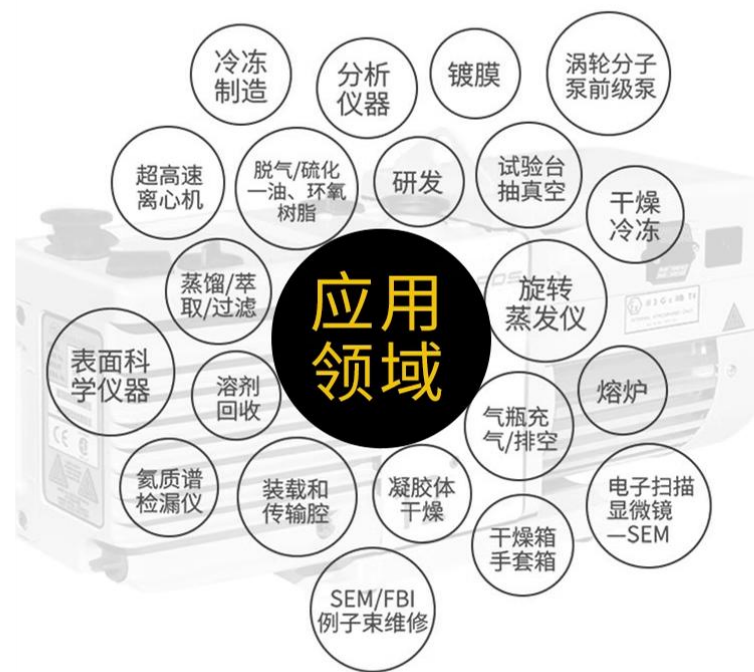 冷冻
制造
分析
仪器
镀膜
涡轮分子
泵前级泵
超高速
离心机
脱气/硫化
一油、环氧
树脂
研发
试验台
抽真空
干燥
冷冻
蒸馏/萃
取/过滤
应用
领域
旋转
蒸发仪
表面科
学仪器
溶剂
回收
气瓶充
气/排空
熔炉
氦质谱
检漏仪
装载和
传输腔
凝胶体
干燥
干燥箱
手套箱
电子扫描
显微镜
—SEM
SEM/FBI
例子束维修